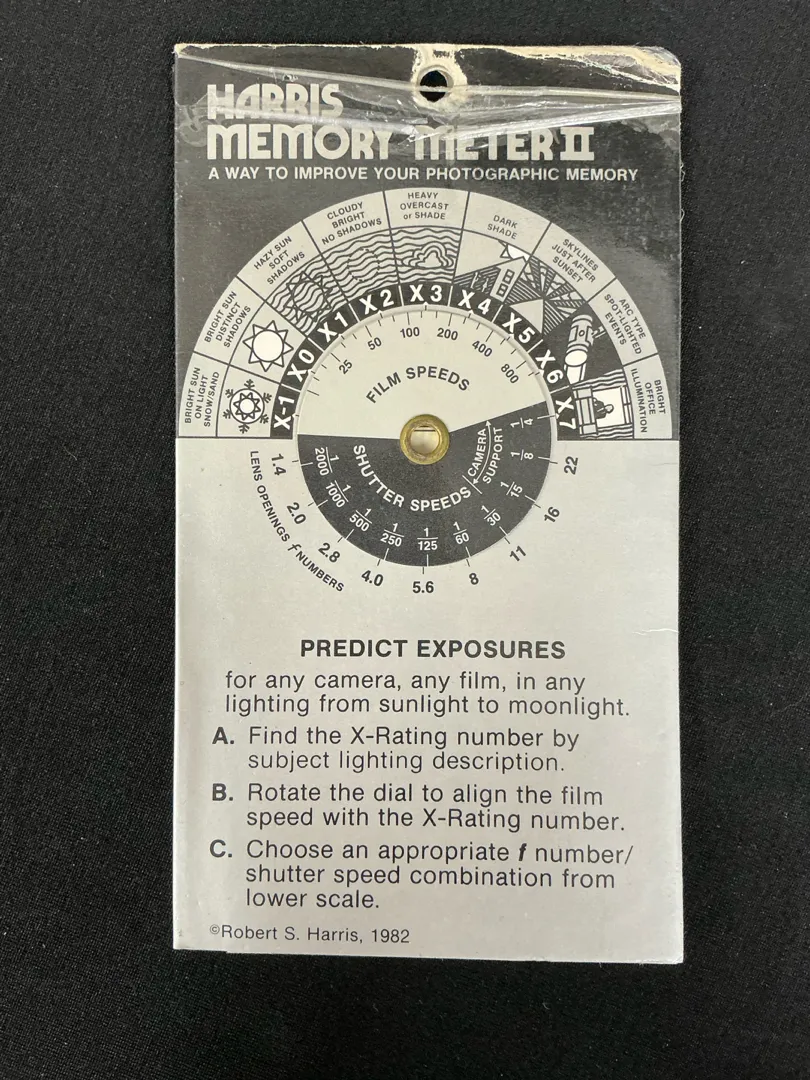 HARRIS
MEMORY METER II
A WAY TO IMPROVE YOUR PHOTOGRAPHIC MEMORY
BRIGHT SUN
ON LIGHT
SNOW/SAND
BRIGHT SUN
DISTINCT
SHADOWS
HAZY SUN
SOFT
SHADOWS
CLOUDY
BRIGHT
NO SHADOWS
HEAVY
OVERCAST
or SHADE
DARK
SHADE
SKYLINES
JUST AFTER
SUNSET
ARC TYPE
SPOT-LIGHTED
EVENTS
BRIGHT
OFFICE
ILLUMINATION
X-1 X0 X1 X2 X3 X4 X5 X6 X7
25 50 100 200 400 800
FILM SPEEDS
1/2000 1/1000 1/500 1/250 1/125 1/60 1/30 1/15 1/8 1/4
SHUTTER SPEEDS
CAMERA
SUPPORT
1.4 2.0 2.8 4.0 5.6 8 11 16 22
LENS OPENINGS f NUMBERS
PREDICT EXPOSURES
for any camera, any film, in any
lighting from sunlight to moonlight.
A. Find the X-Rating number by
subject lighting description.
B. Rotate the dial to align the film
speed with the X-Rating number.
C. Choose an appropriate f number/
shutter speed combination from
lower scale.
©Robert S. Harris, 1982